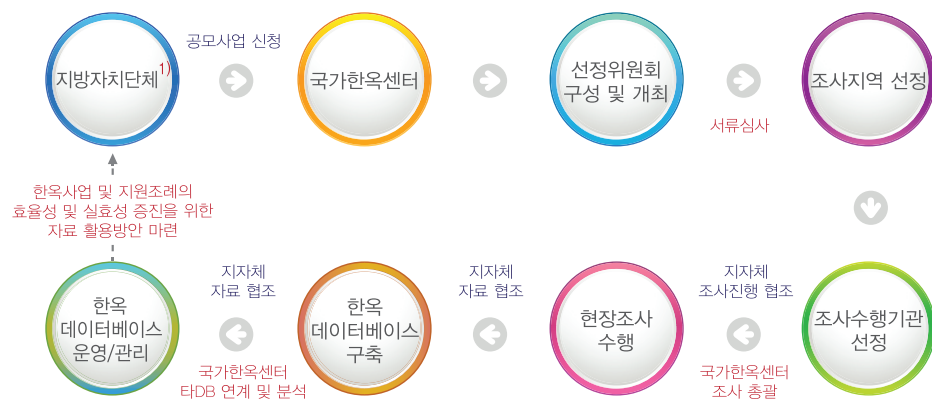 공모사업 신청
지방자치단체1)
국가한옥센터
선정위원회
구성 및 개최
서류심사
조사지역 선정
조사수행기관
선정
지자체
조사진행 협조
국가한옥센터
조사 총괄
현장조사
수행
지자체
자료 협조
한옥
데이터베이스
구축
지자체
자료 협조
국가한옥센터
타DB 연계 및 분석
한옥
데이터베이스
운영/관리
한옥사업 및 지원조례의
효율성 및 실효성 증진을 위한
자료 활용방안 마련